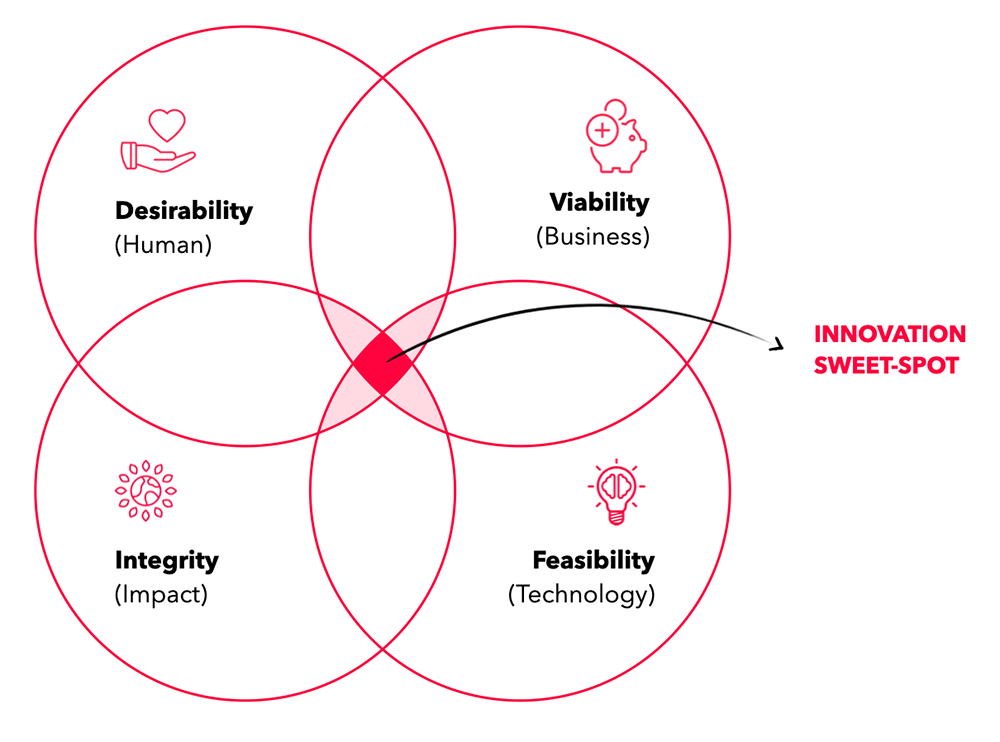 Desirability
(Human)
Viability
(Business)
INNOVATION
SWEET-SPOT
Integrity
(Impact)
Feasibility
(Technology)